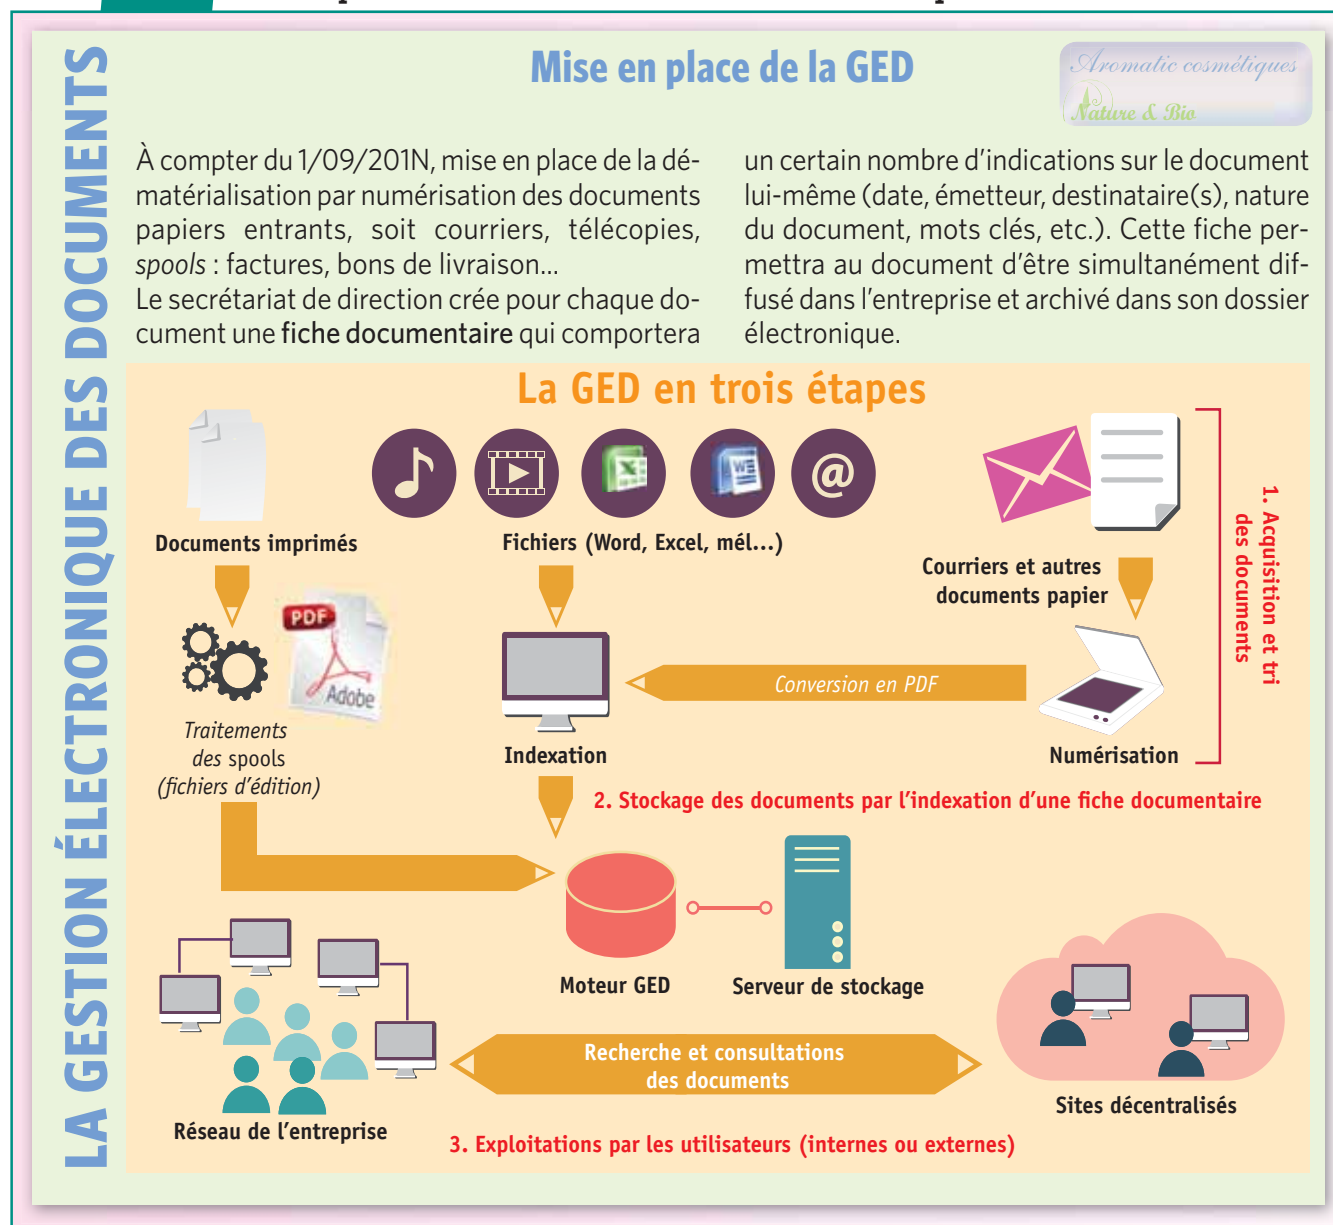 LA GESTION ÉLECTRONIQUE DES DOCUMENTS
Mise en place de la GED
Aromatic cosmétiques
Nature & Bio
À compter du 1/09/201N, mise en place de la dé-
matérialisation par numérisation des documents
papiers entrants, soit courriers, télécopies,
spools : factures, bons de livraison...
Le secrétariat de direction crée pour chaque do-
cument une fiche documentaire qui comportera
un certain nombre d'indications sur le document
lui-même (date, émetteur, destinataire(s), nature
du document, mots clés, etc.). Cette fiche per-
mettra au document d'être simultanément dif-
fusé dans l'entreprise et archivé dans son dossier
électronique.
La GED en trois étapes
W
@
Documents imprimés
Fichiers (Word, Excel, mél...)
Courriers et autres
documents papier
1. Acquisition et tri
des documents
PDF
Adobe
Conversion en PDF
Traitements
des spools
(fichiers d'édition)
Indexation
Numérisation
2. Stockage des documents par l'indexation d'une fiche documentaire
Moteur GED
Serveur de stockage
Recherche et consultations
des documents
Sites décentralisés
Réseau de l'entreprise
3. Exploitations par les utilisateurs (internes ou externes)